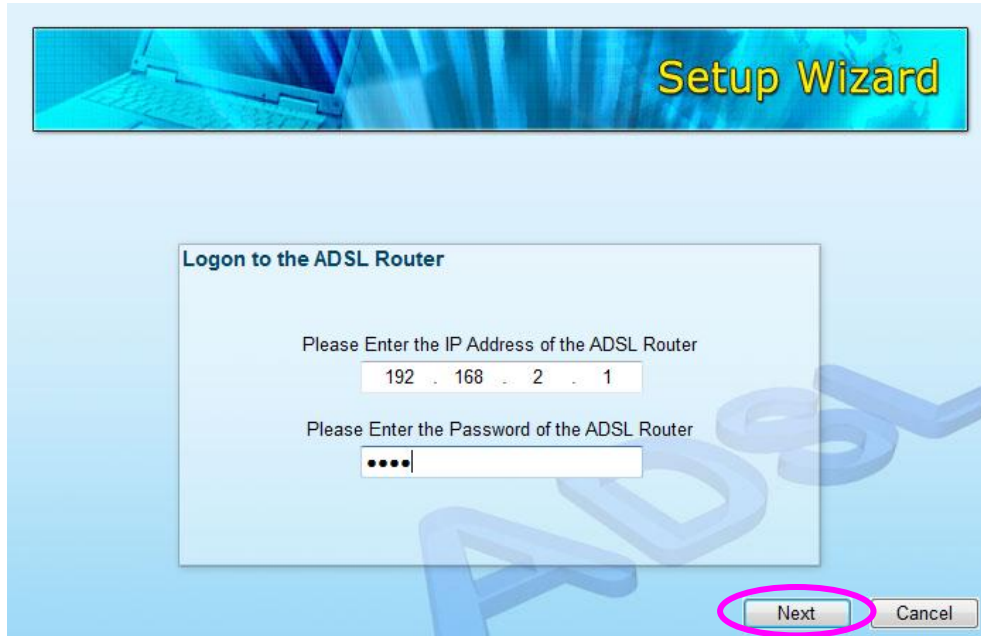 Setup Wizard
Logon to the ADSL Router
Please Enter the IP Address of the ADSL Router
192 . 168 . 2 . 1
Please Enter the Password of the ADSL Router
••••
ADSL
Next Cancel